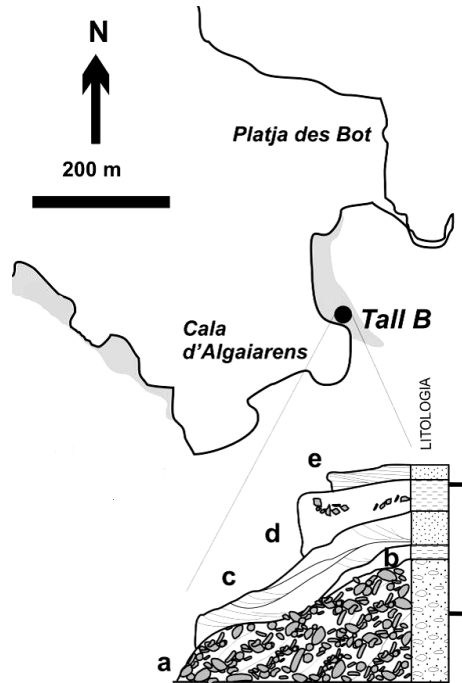 N
Platja des Bot
200 m
Tall B
Cala
d'Algaiarens
LITOLOGIA
e
d
b
c
a